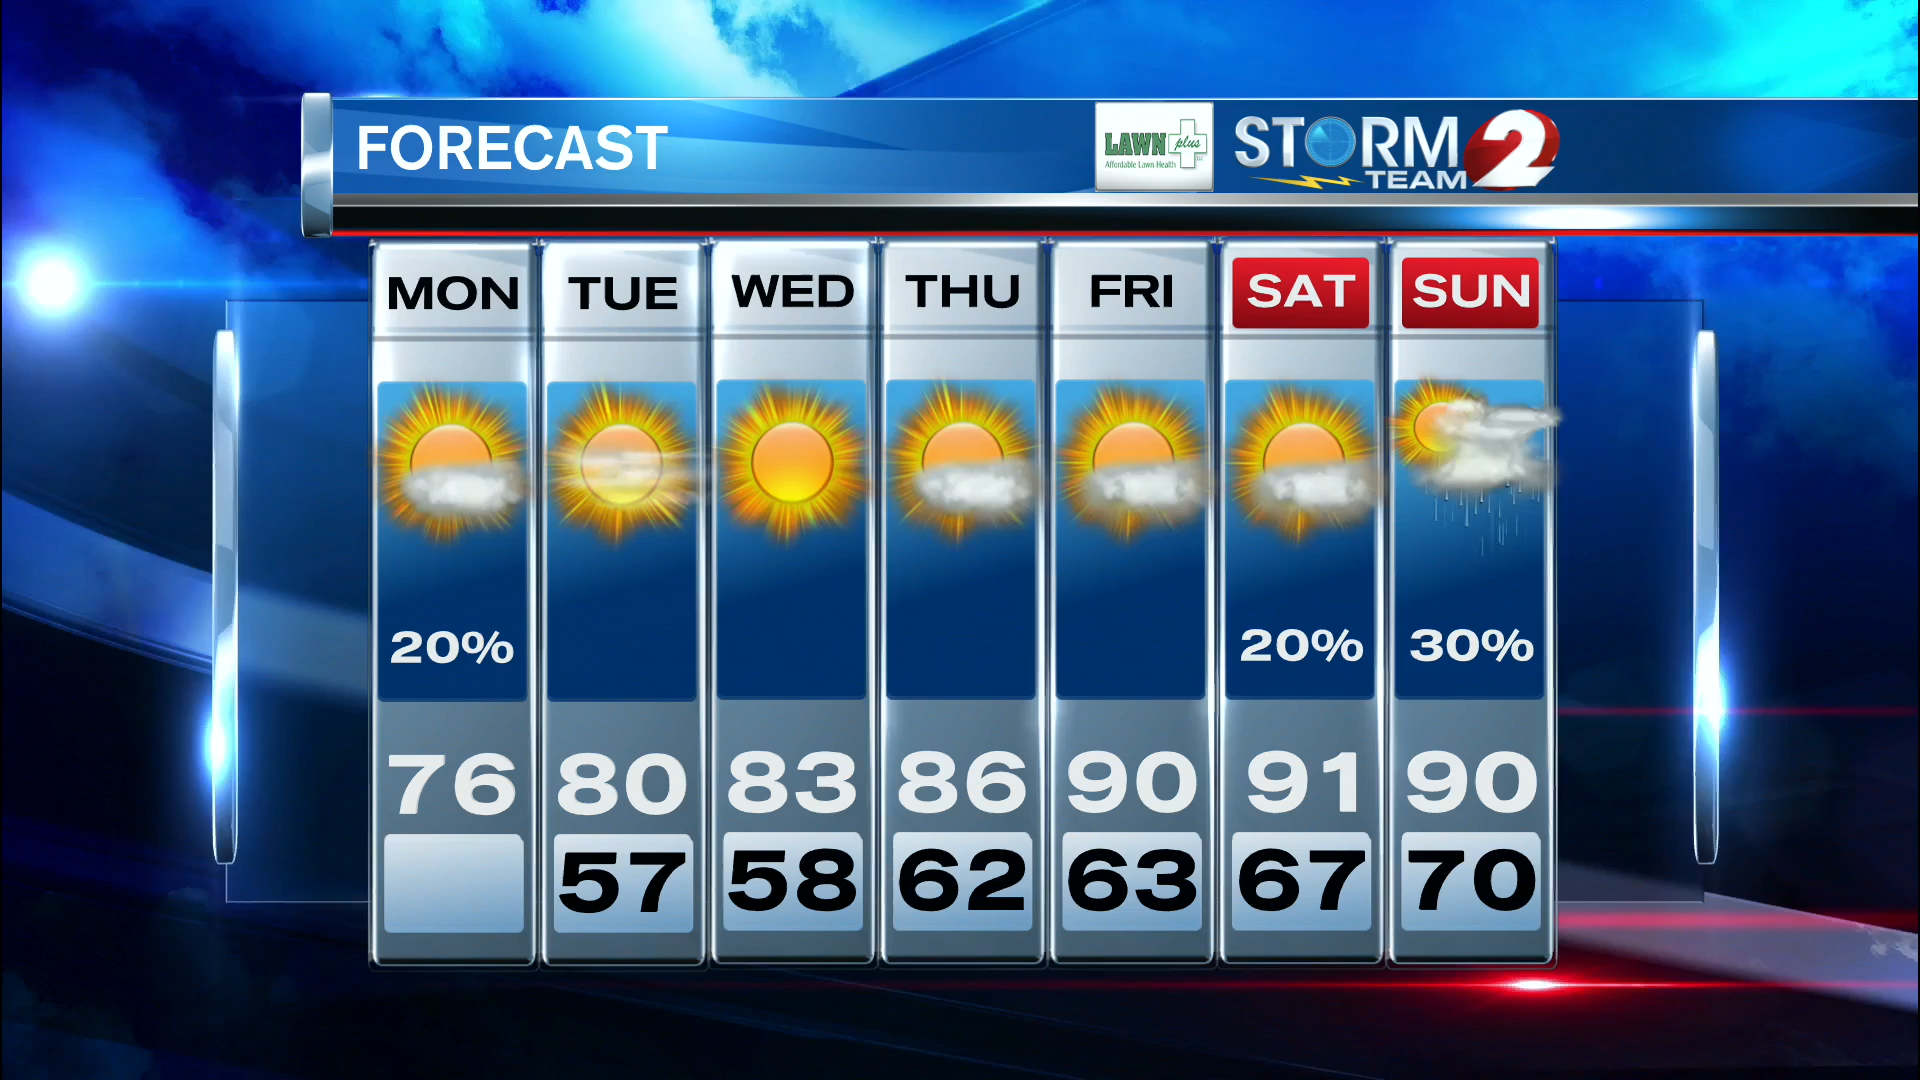 FORECAST
LAWN plus
Affordable Lawn Health
STORM 2
TEAM
MON TUE WED THU FRI SAT SUN
20% 20% 30%
76 80 83 86 90 91 90
57 58 62 63 67 70